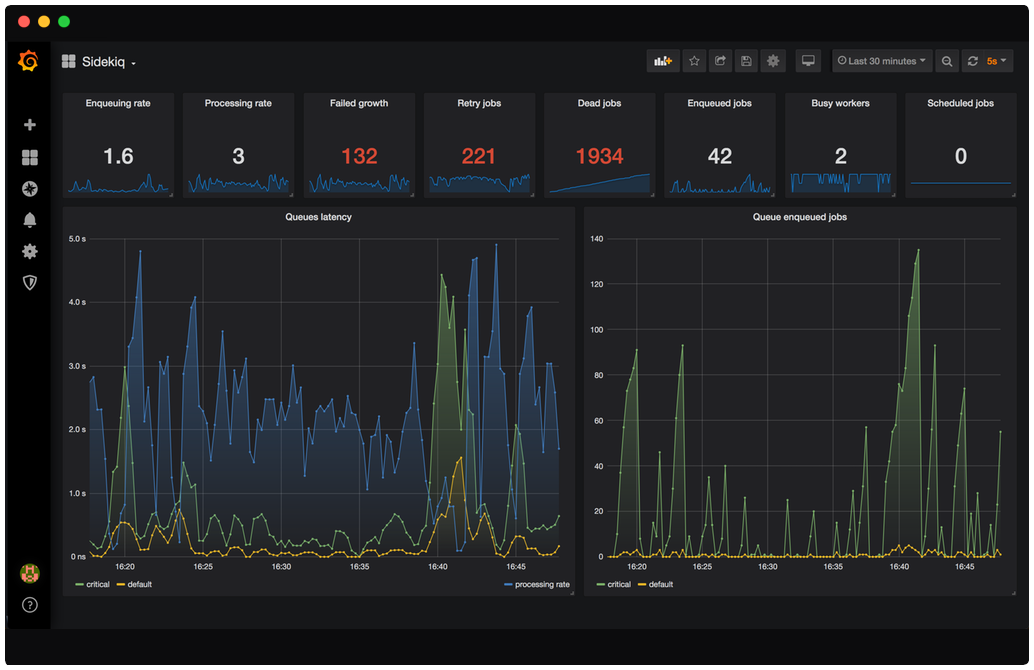 Sidekiq
Last 30 minutes
5s
Enqueuing rate
1.6
Processing rate
3
Failed growth
132
Retry jobs
221
Dead jobs
1934
Enqueued jobs
42
Busy workers
2
Scheduled jobs
0
Queues latency
5.0 s
4.0 s
3.0 s
2.0 s
1.0 s
0 ns
16:20 16:25 16:30 16:35 16:40 16:45
critical default processing rate
Queue enqueued jobs
140
120
100
80
60
40
20
0
16:20 16:25 16:30 16:35 16:40 16:45
critical default
?